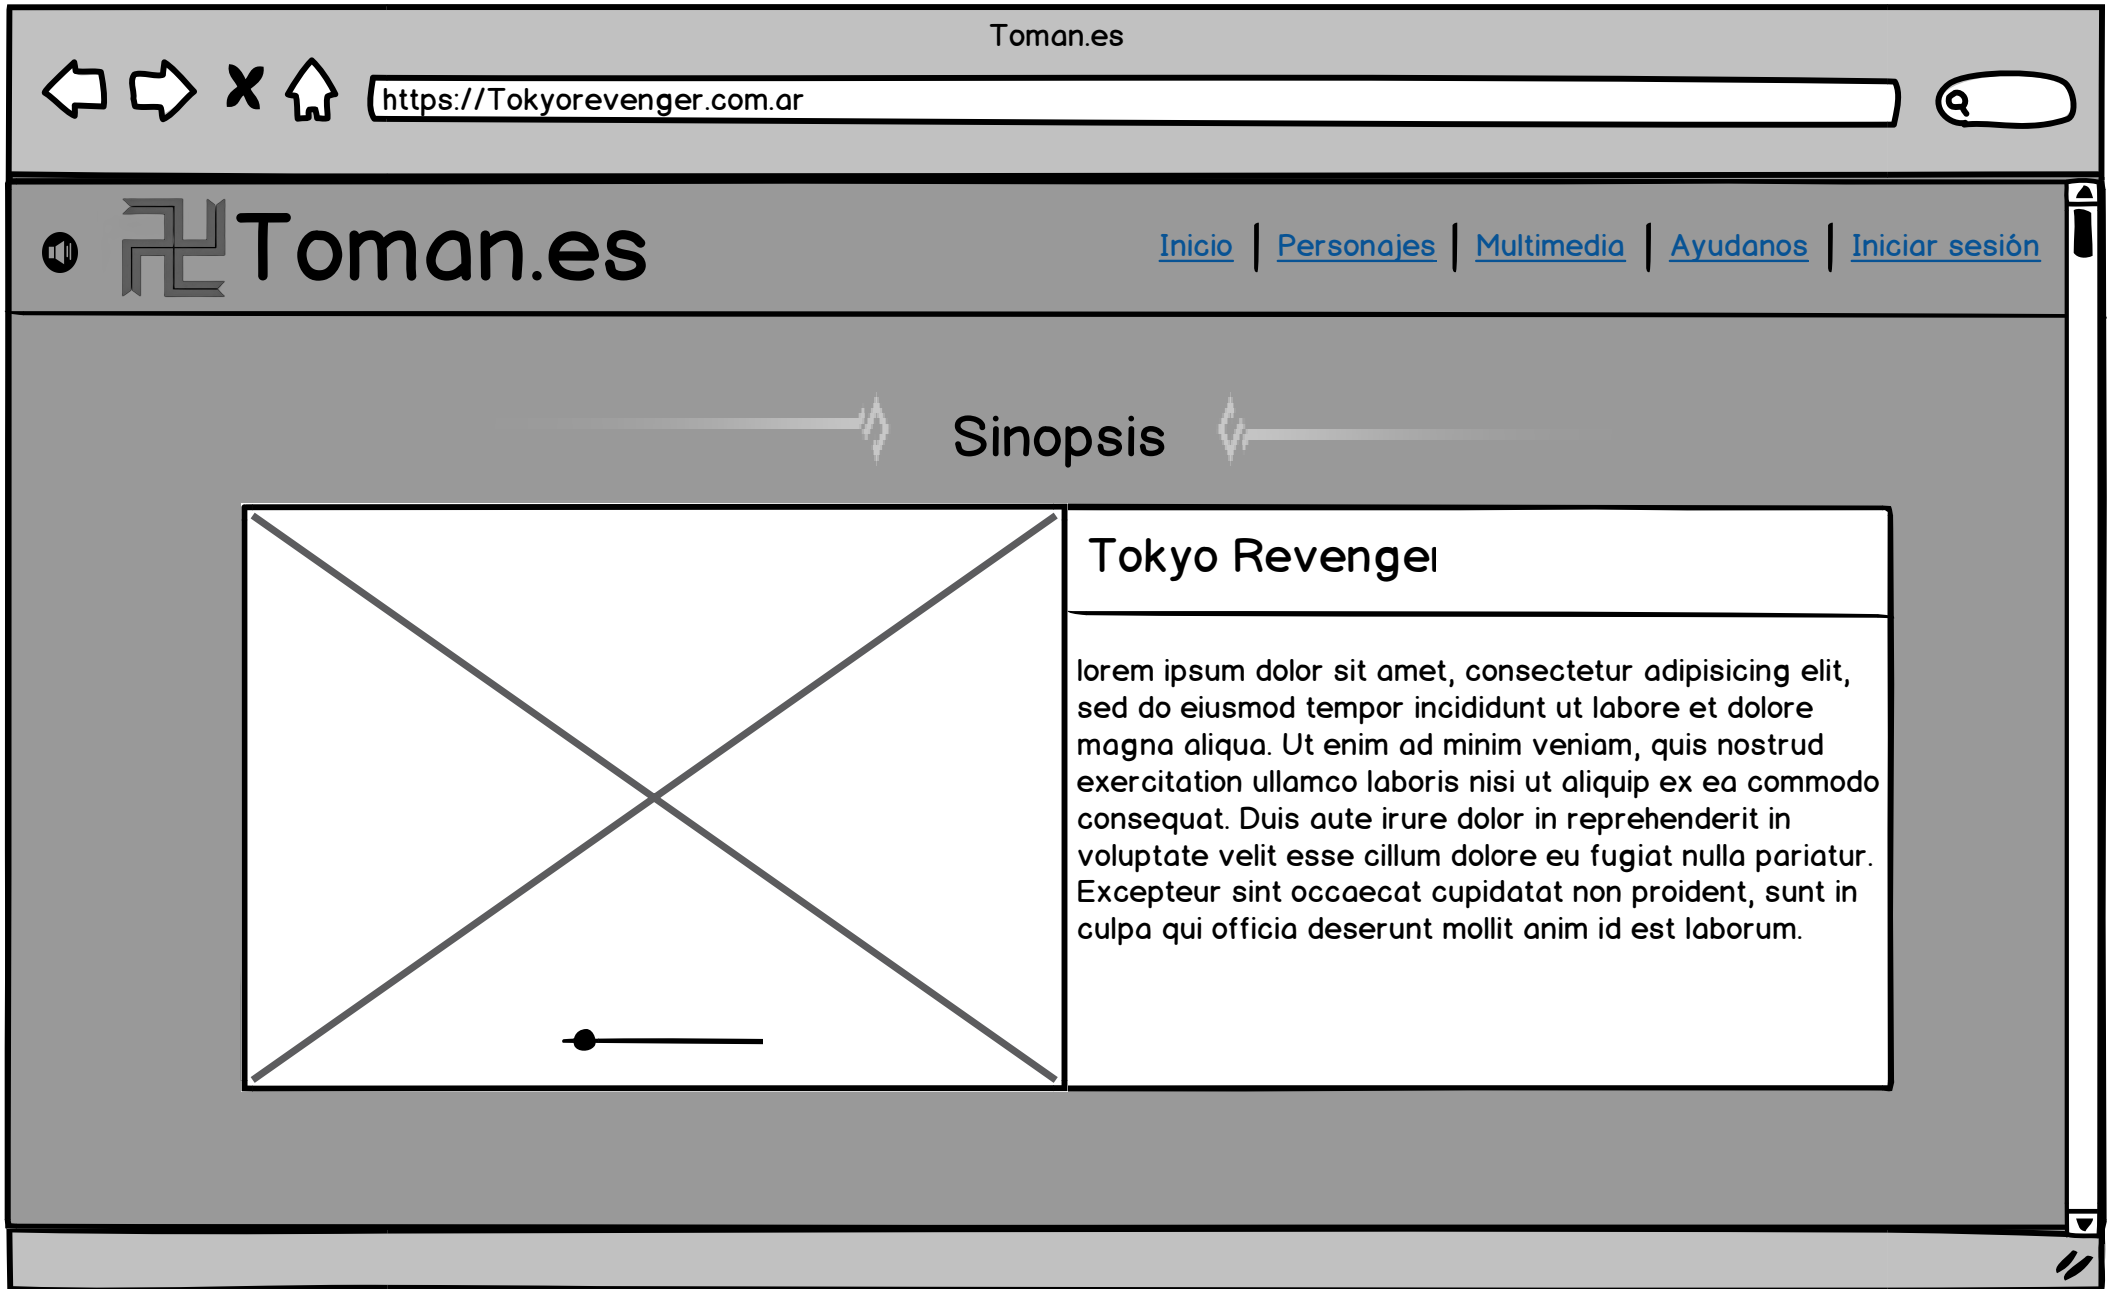 Toman.es
https://Tokyorevenger.com.ar
Toman.es
Inicio Personajes Multimedia Ayudanos Iniciar sesión
Sinopsis
Tokyo Revenger
lorem ipsum dolor sit amet, consectetur adipisicing elit,
sed do eiusmod tempor incididunt ut labore et dolore
magna aliqua. Ut enim ad minim veniam, quis nostrud
exercitation ullamco laboris nisi ut aliquip ex ea commodo
consequat. Duis aute irure dolor in reprehenderit in
voluptate velit esse cillum dolore eu fugiat nulla pariatur.
Excepteur sint occaecat cupidatat non proident, sunt in
culpa qui officia deserunt mollit anim id est laborum.